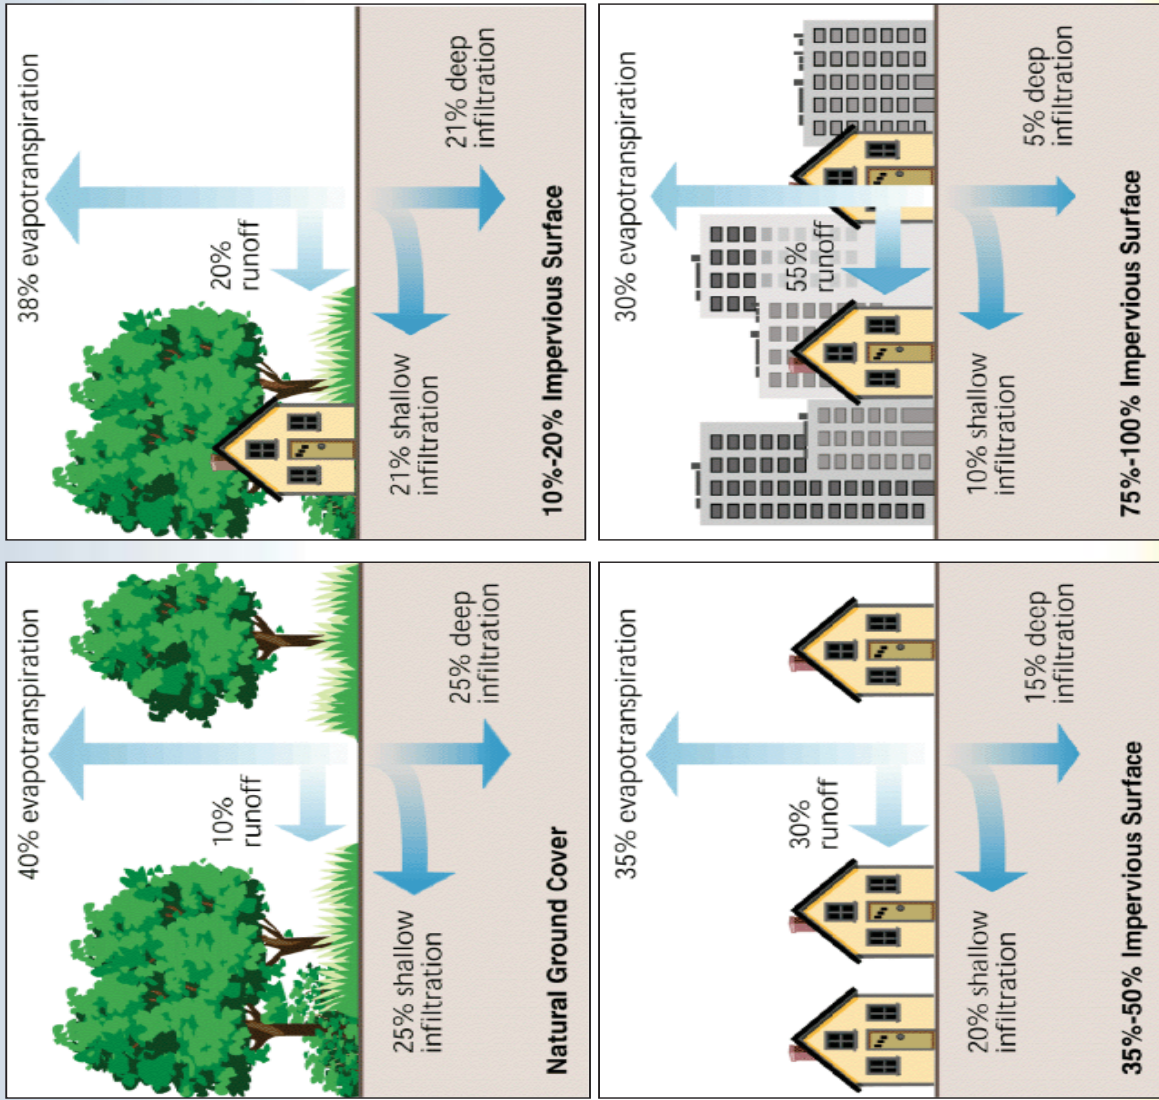 40% evapotranspiration
10%
runoff
25% shallow
infiltration
25% deep
infiltration
Natural Ground Cover
38% evapotranspiration
20%
runoff
21% shallow
infiltration
21% deep
infiltration
10%-20% Impervious Surface
35% evapotranspiration
30%
runoff
20% shallow
infiltration
15% deep
infiltration
35%-50% Impervious Surface
30% evapotranspiration
55%
runoff
10% shallow
infiltration
5% deep
infiltration
75%-100% Impervious Surface